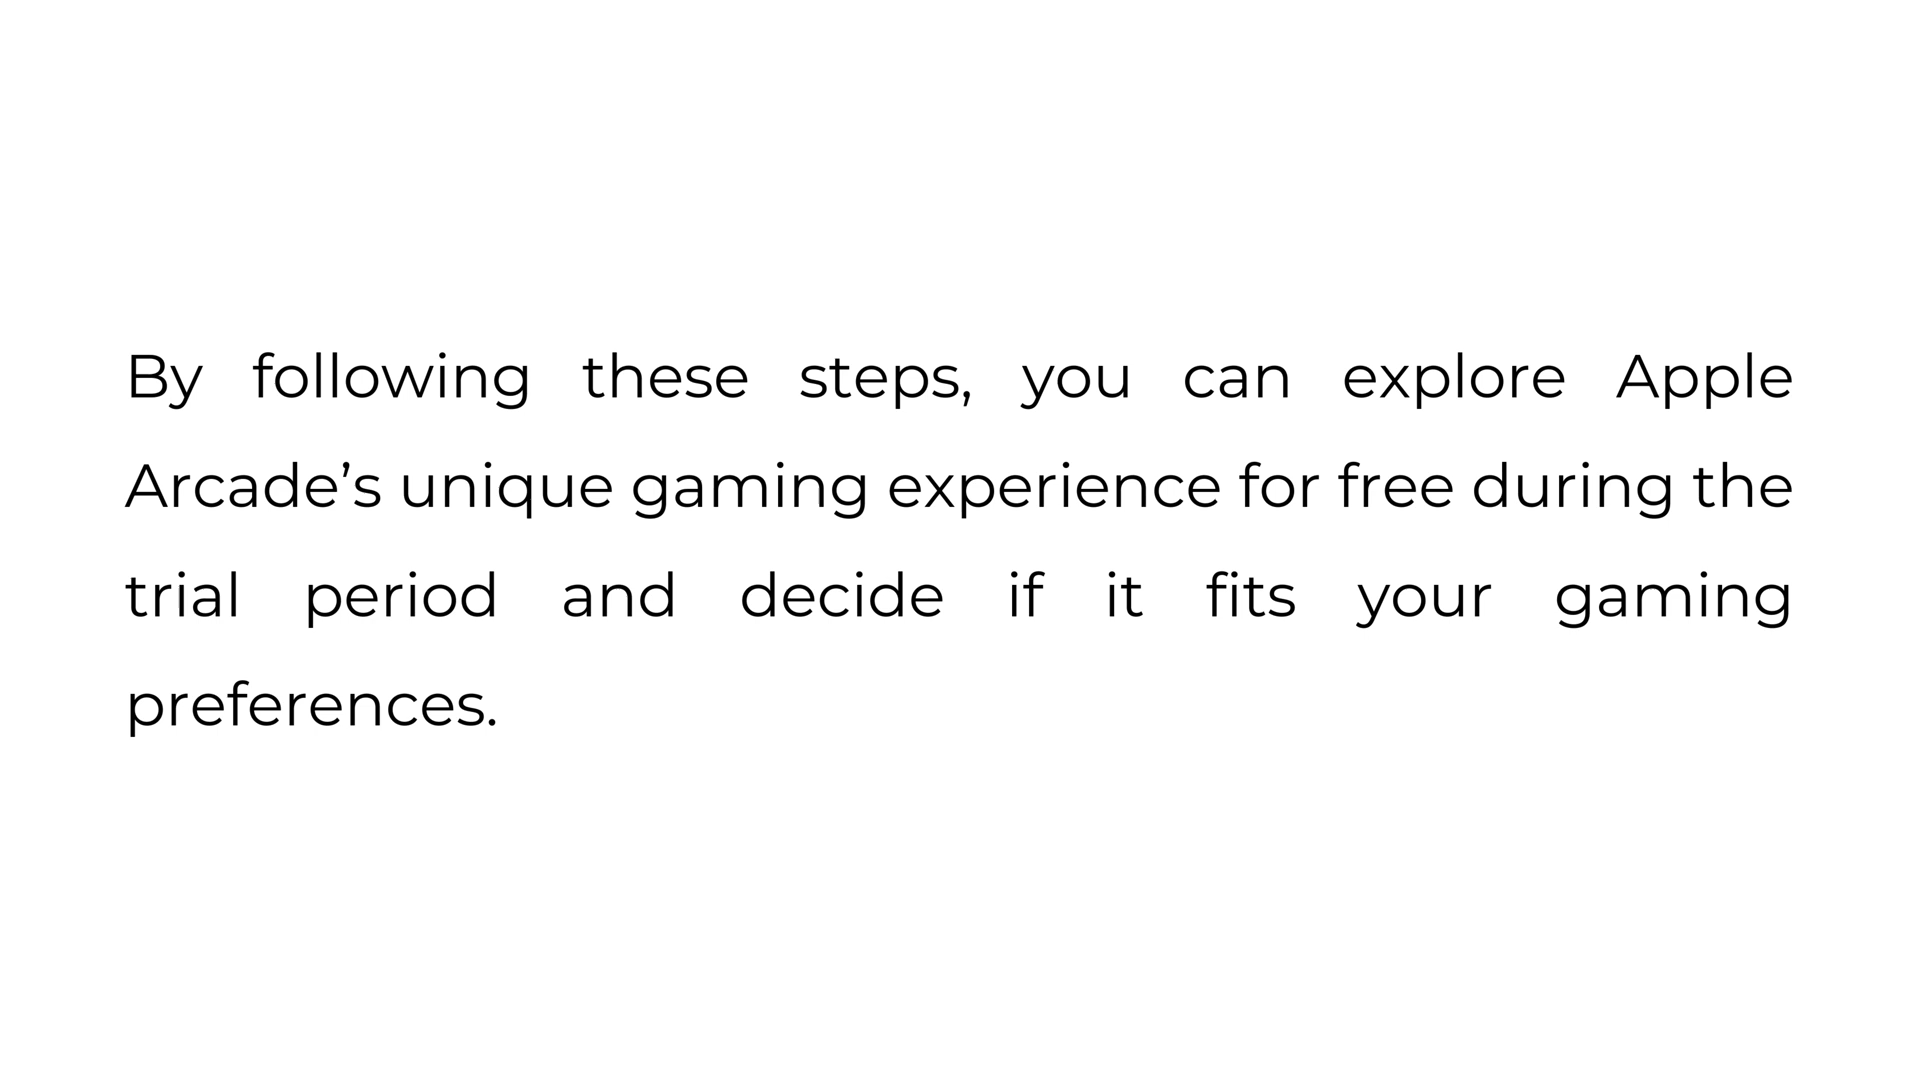 By following these steps, you can explore Apple
Arcade’s unique gaming experience for free during the
trial period and decide if it fits your gaming
preferences.